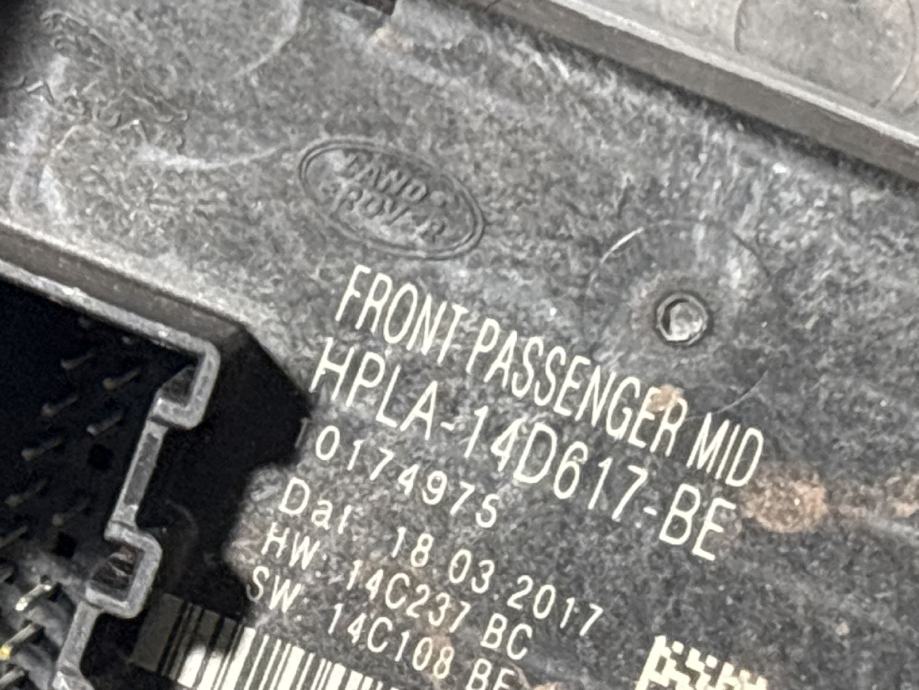 LAND-
ROVER
FRONT PASSENGER MID
HPLA-14D617-BE
0174975
Dat 18.03.2017
HW: 14C237 BC
SW: 14C108 BE